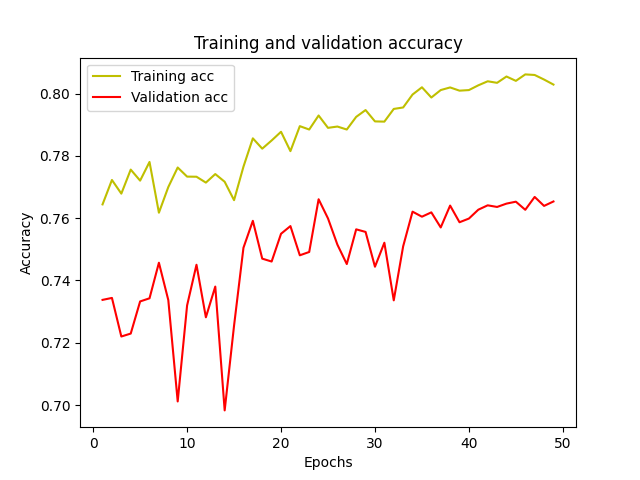 Training and validation accuracy
Training acc
Validation acc
0.80
0.78
0.76
0.74
0.72
0.70
Accuracy
0
10
20
30
40
50
Epochs